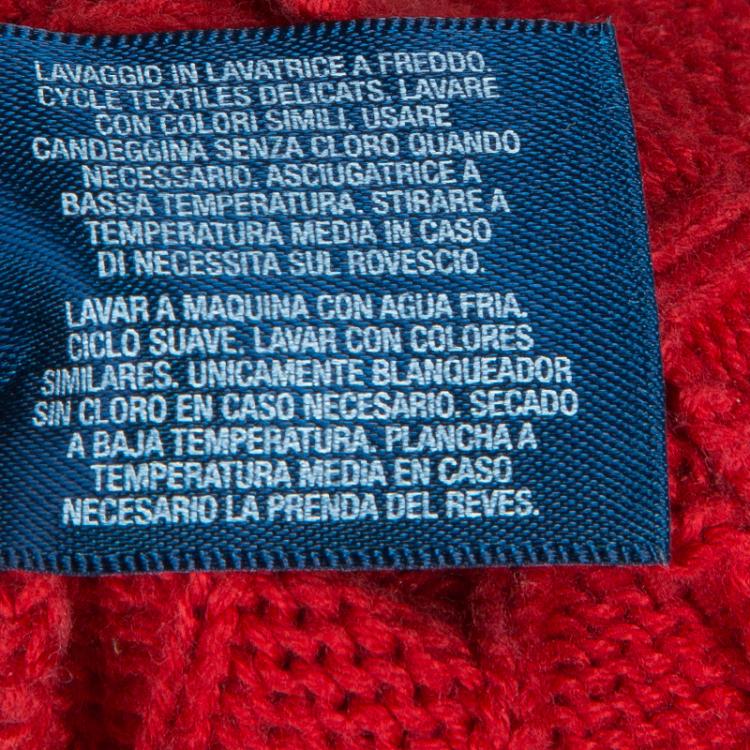 LAVAGGIO IN LAVATRICE A FREDDO.
CYCLE TEXTILES DELICATS. LAVARE
CON COLORI SIMILI. USARE
CANDEGGINA SENZA CLORO QUANDO
NECESSARIO. ASCIUGATRICE A
BASSA TEMPERATURA. STIRARE A
TEMPERATURA MEDIA IN CASO
DI NECESSITA SUL ROVESCIO.
LAVAR A MAQUINA CON AGUA FRIA.
CICLO SUAVE. LAVAR CON COLORES
SIMILARES. UNICAMENTE BLANQUEADOR
SIN CLORO EN CASO NECESARIO. SECADO
A BAJA TEMPERATURA. PLANCHA A
TEMPERATURA MEDIA EN CASO
NECESARIO LA PRENDA DEL REVES.